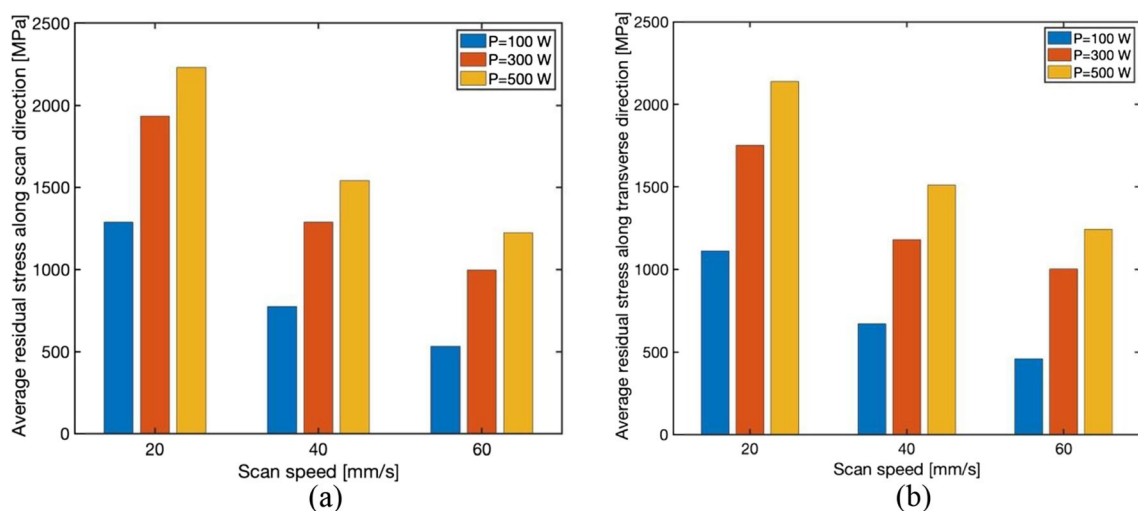 Average residual stress along scan direction [MPa]
2500
2000
1500
1000
500
0
P=100 W
P=300 W
P=500 W
20
40
60
Scan speed [mm/s]
(a)
Average residual stress along transverse direction [MPa]
2500
2000
1500
1000
500
0
P=100 W
P=300 W
P=500 W
20
40
60
Scan speed [mm/s]
(b)